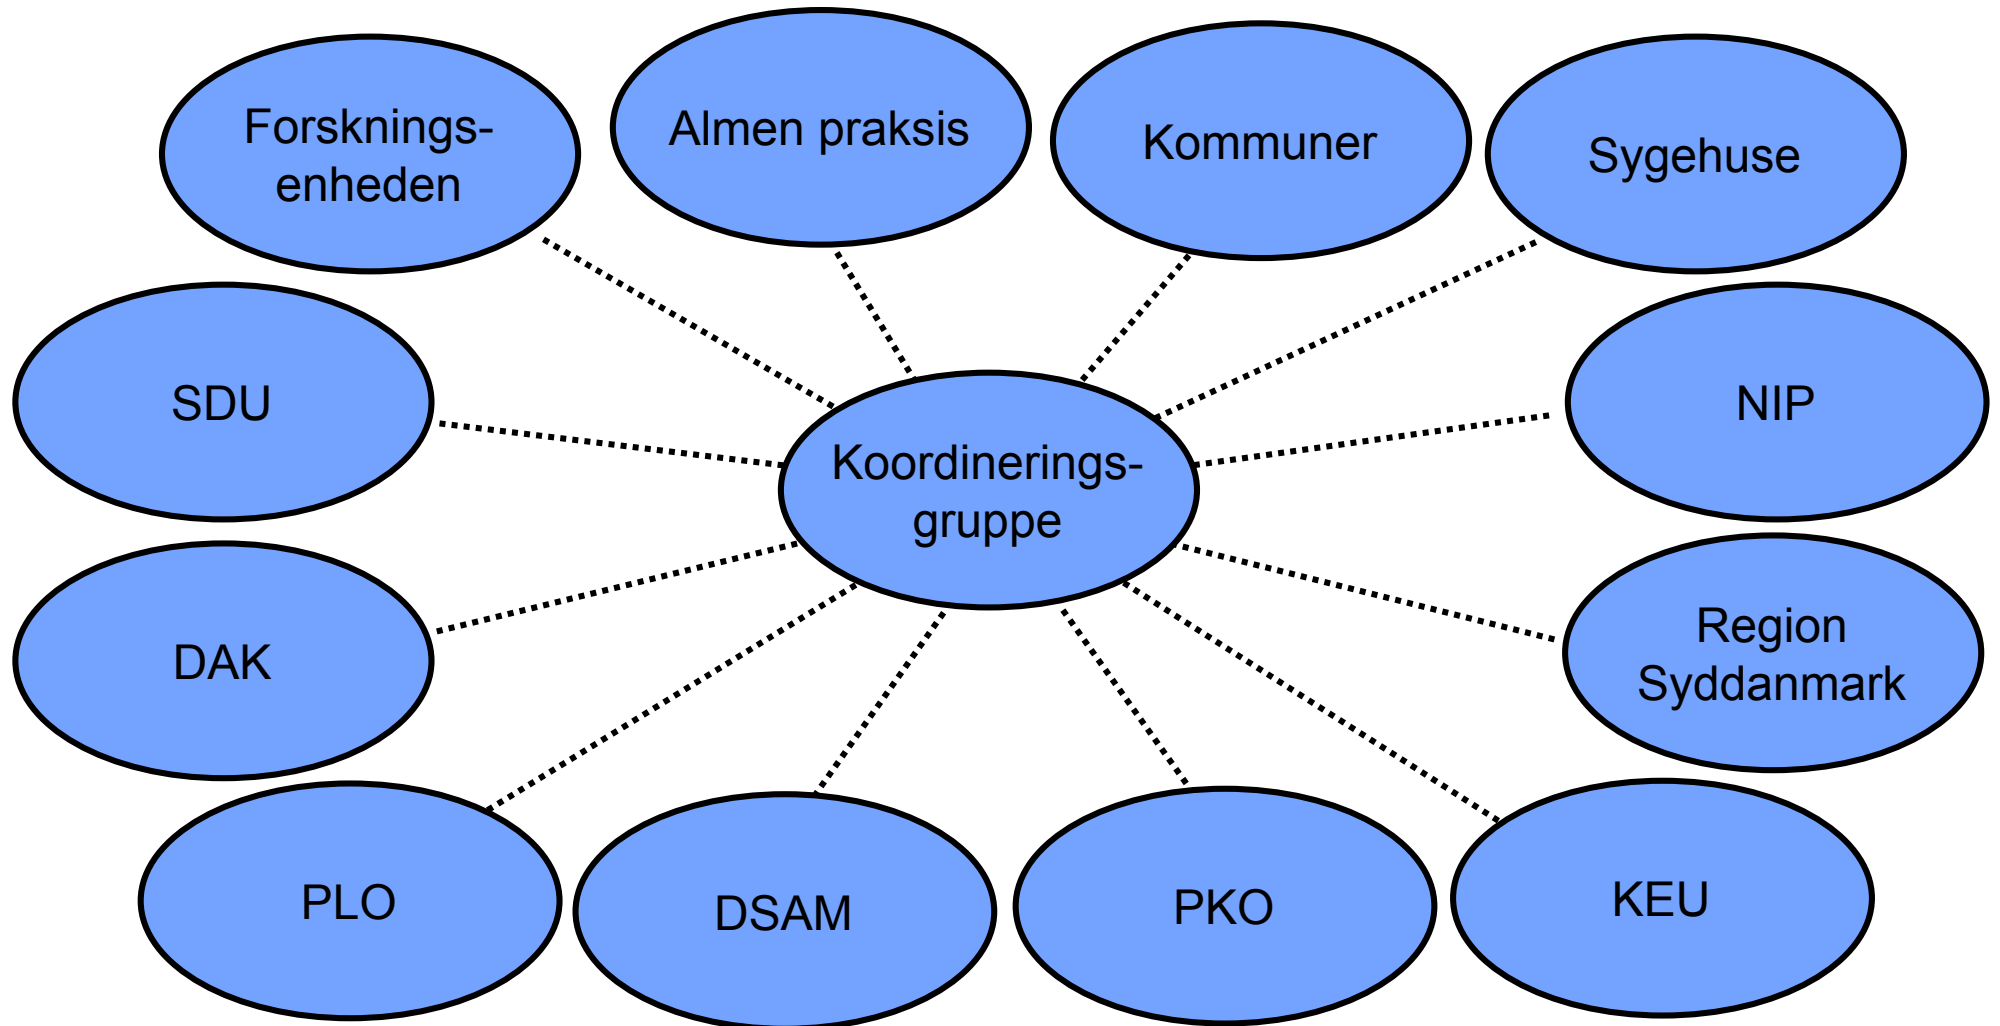 Forsknings-
enheden
Almen praksis
Kommuner
Sygehuse
SDU
NIP
Koordinerings-
gruppe
DAK
Region
Syddanmark
PLO
DSAM
PKO
KEU